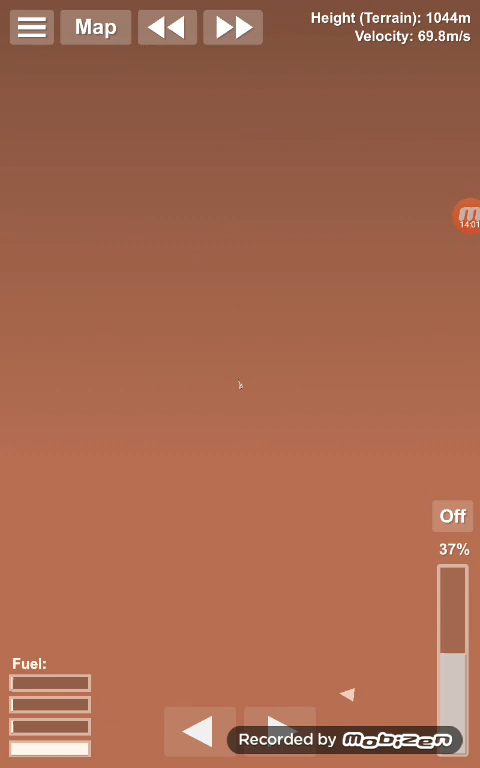 Map
Height (Terrain): 1044m
Velocity: 69.8m/s
14:01
Off
37%
Fuel:
Recorded by mobizen